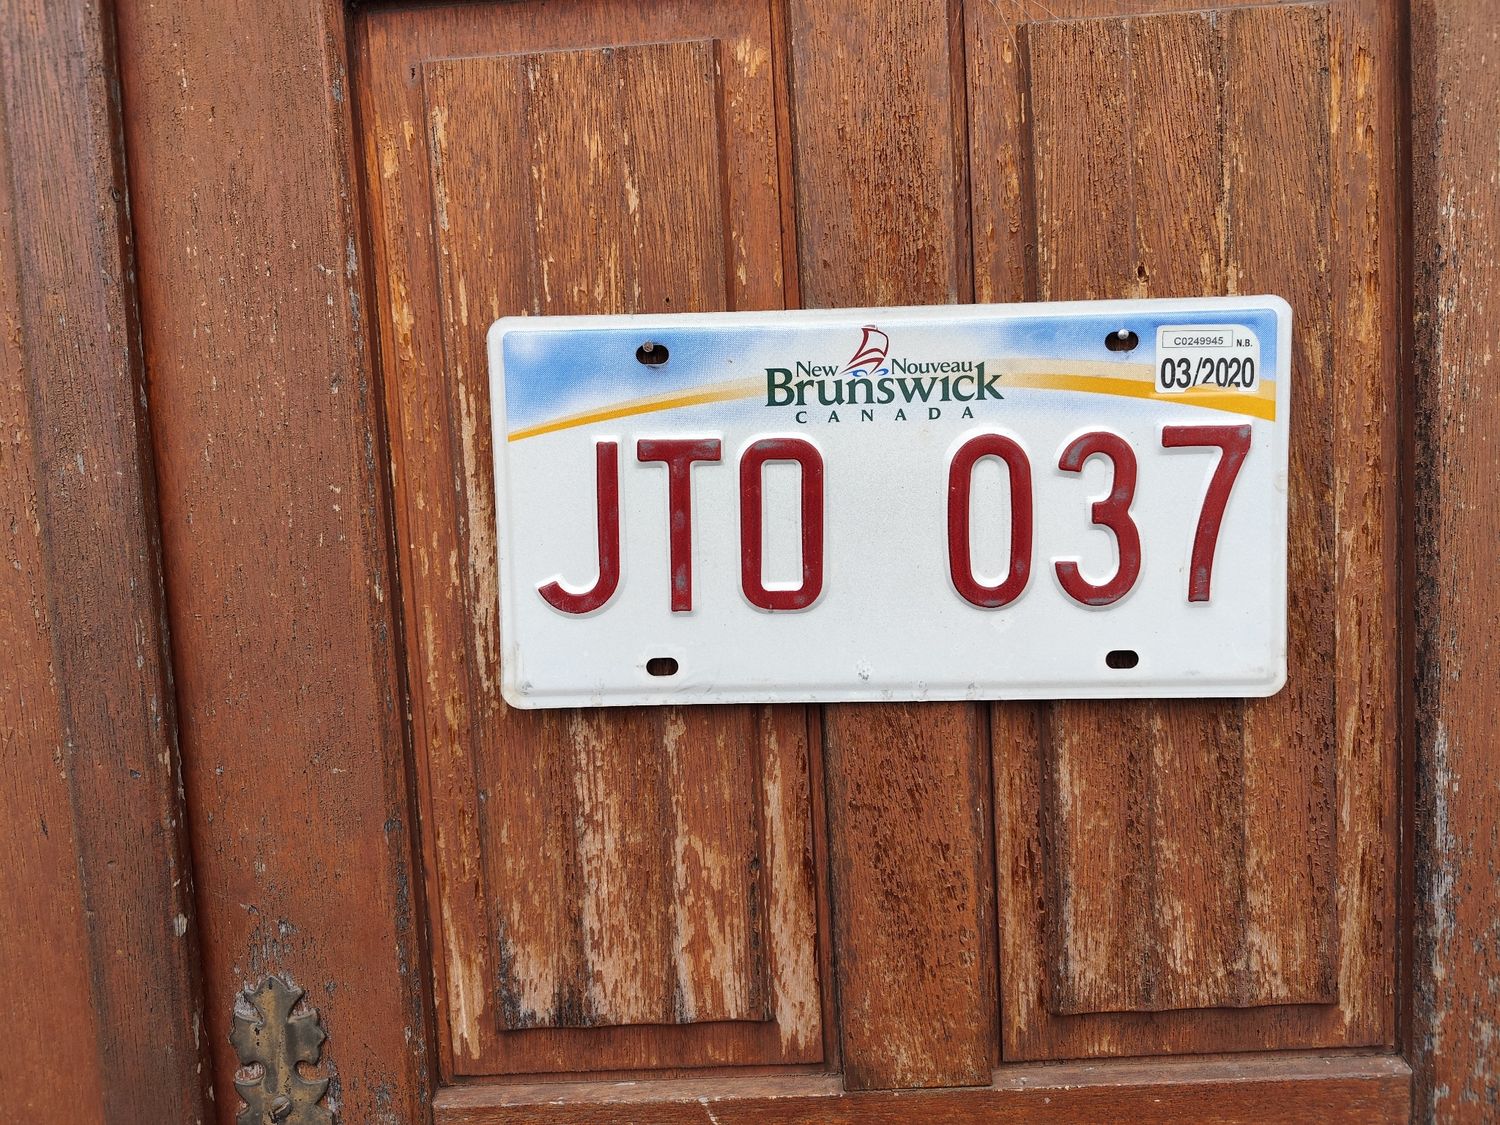 New Nouveau
Brunswick
CANADA
C0249945 N.B.
03/2020
JTO 037